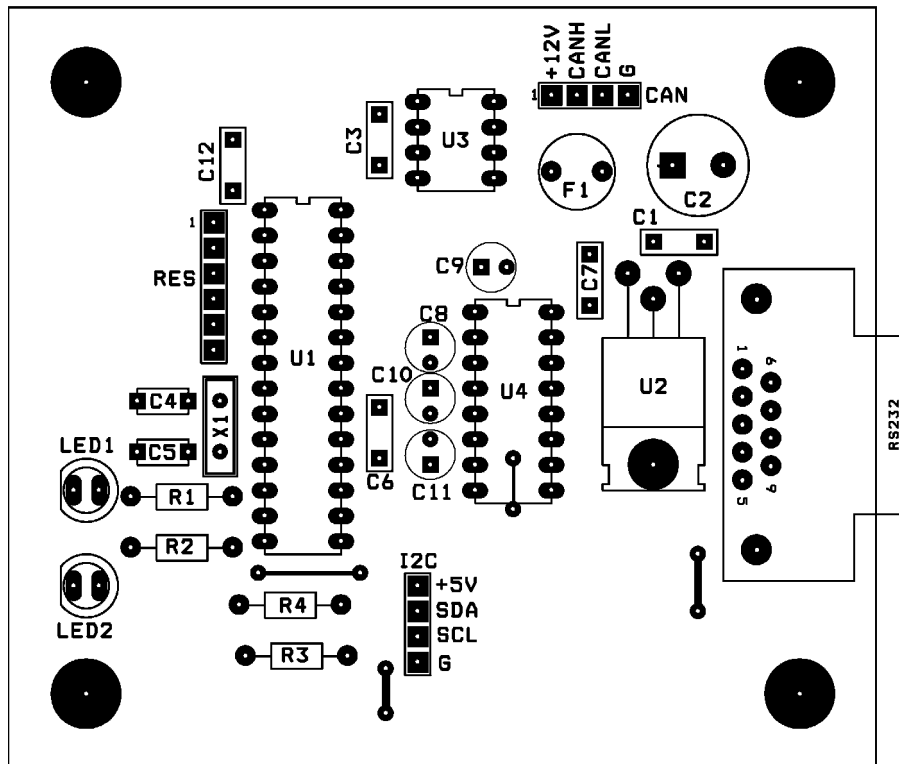 +12V
CANH
CANL
G
1
CAN
C12
C3
U3
F1
C2
C1
1
RES
C9
C7
C8
U1
C10
U4
U2
1
6
5
9
RS232
C4
X1
C5
C6
C11
LED1
R1
R2
LED2
I2C
+5V
SDA
SCL
G
R4
R3